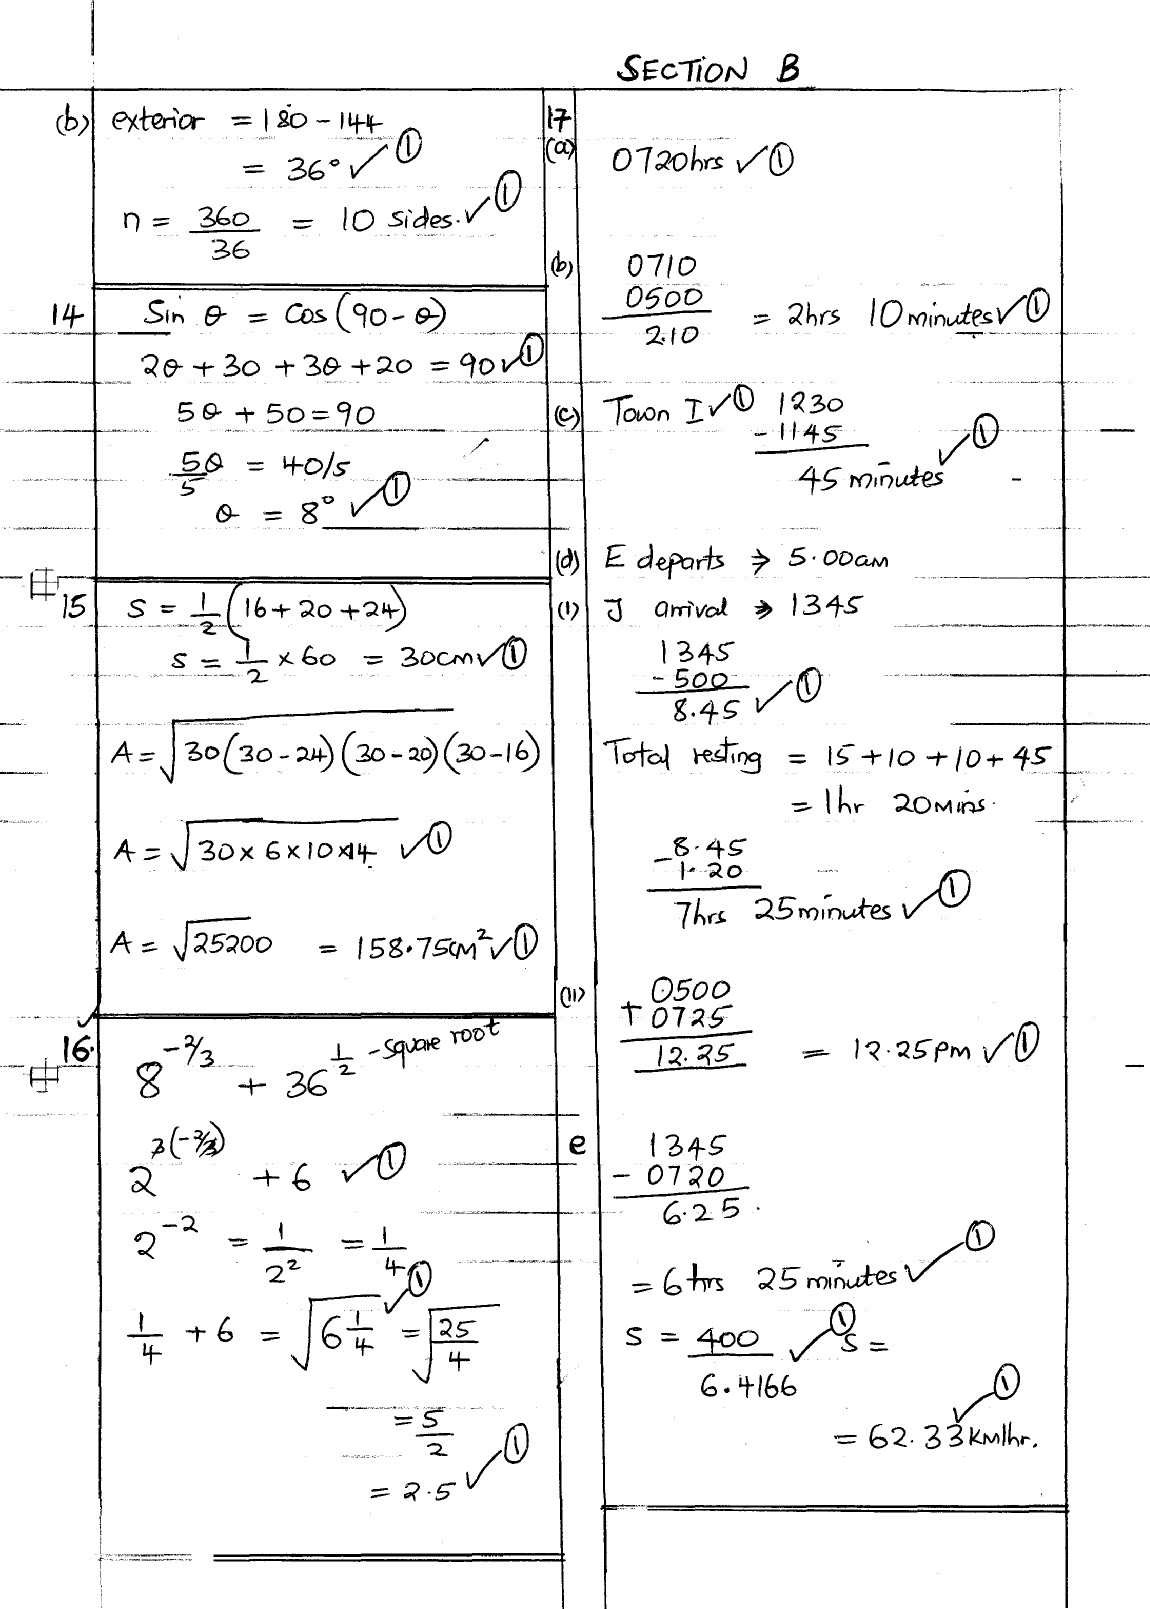 SECTION B
(b) exterior = 180 - 144
= 36° ✓①
n = 360/36 = 10 sides. ✓①
14 Sin θ = Cos (90 - θ)
2θ + 30 + 3θ + 20 = 90 ✓①
5θ + 50 = 90
5θ/5 = 40/5
θ = 8° ✓①
15 S = 1/2 (16 + 20 + 24)
S = 1/2 × 60 = 30cm ✓①
A = √30(30-24)(30-20)(30-16)
A = √30 × 6 × 10 × 14 ✓①
A = √25200 = 158.75cm² ✓①
16. 8^(-2/3) + 36^(1/2) - square root
2^(3(-2/3)) + 6 ✓①
2^(-2) = 1/2² = 1/4
1/4 + 6 = √6 1/4 ✓① = √25/4
= 5/2
= 2.5 ✓①
17
(a) 0720hrs ✓①
(b) 0710
0500
2.10 = 2hrs 10 minutes ✓①
(c) Town I ✓① 1230
- 1145
45 minutes ✓①
(d) E departs → 5.00am
(i) J arrival → 1345
1345
- 500
8.45 ✓①
Total resting = 15 + 10 + 10 + 45
= 1hr 20Mins.
- 8.45
1.20
7hrs 25 minutes ✓①
(ii) 0500
+ 0725
12.25 = 12.25pm ✓①
e 1345
- 0720
6.25.
= 6hrs 25 minutes ✓①
S = 400/6.4166 ✓① S =
= 62.33 Km/hr. ✓①